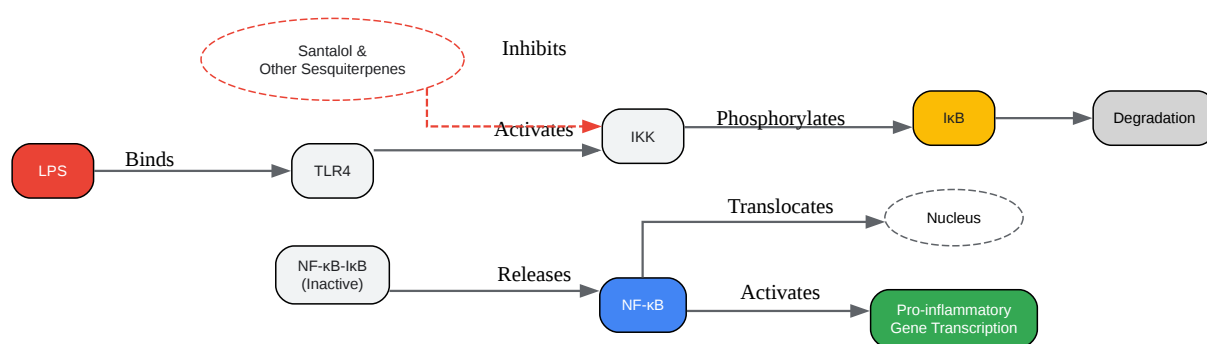 Santalol &
Other Sesquiterpenes
Inhibits
Activates
IKK
Phosphorylates
IκB
Degradation
LPS
Binds
TLR4
Translocates
Nucleus
NF-κB-IκB
(Inactive)
Releases
NF-κB
Activates
Pro-inflammatory
Gene Transcription